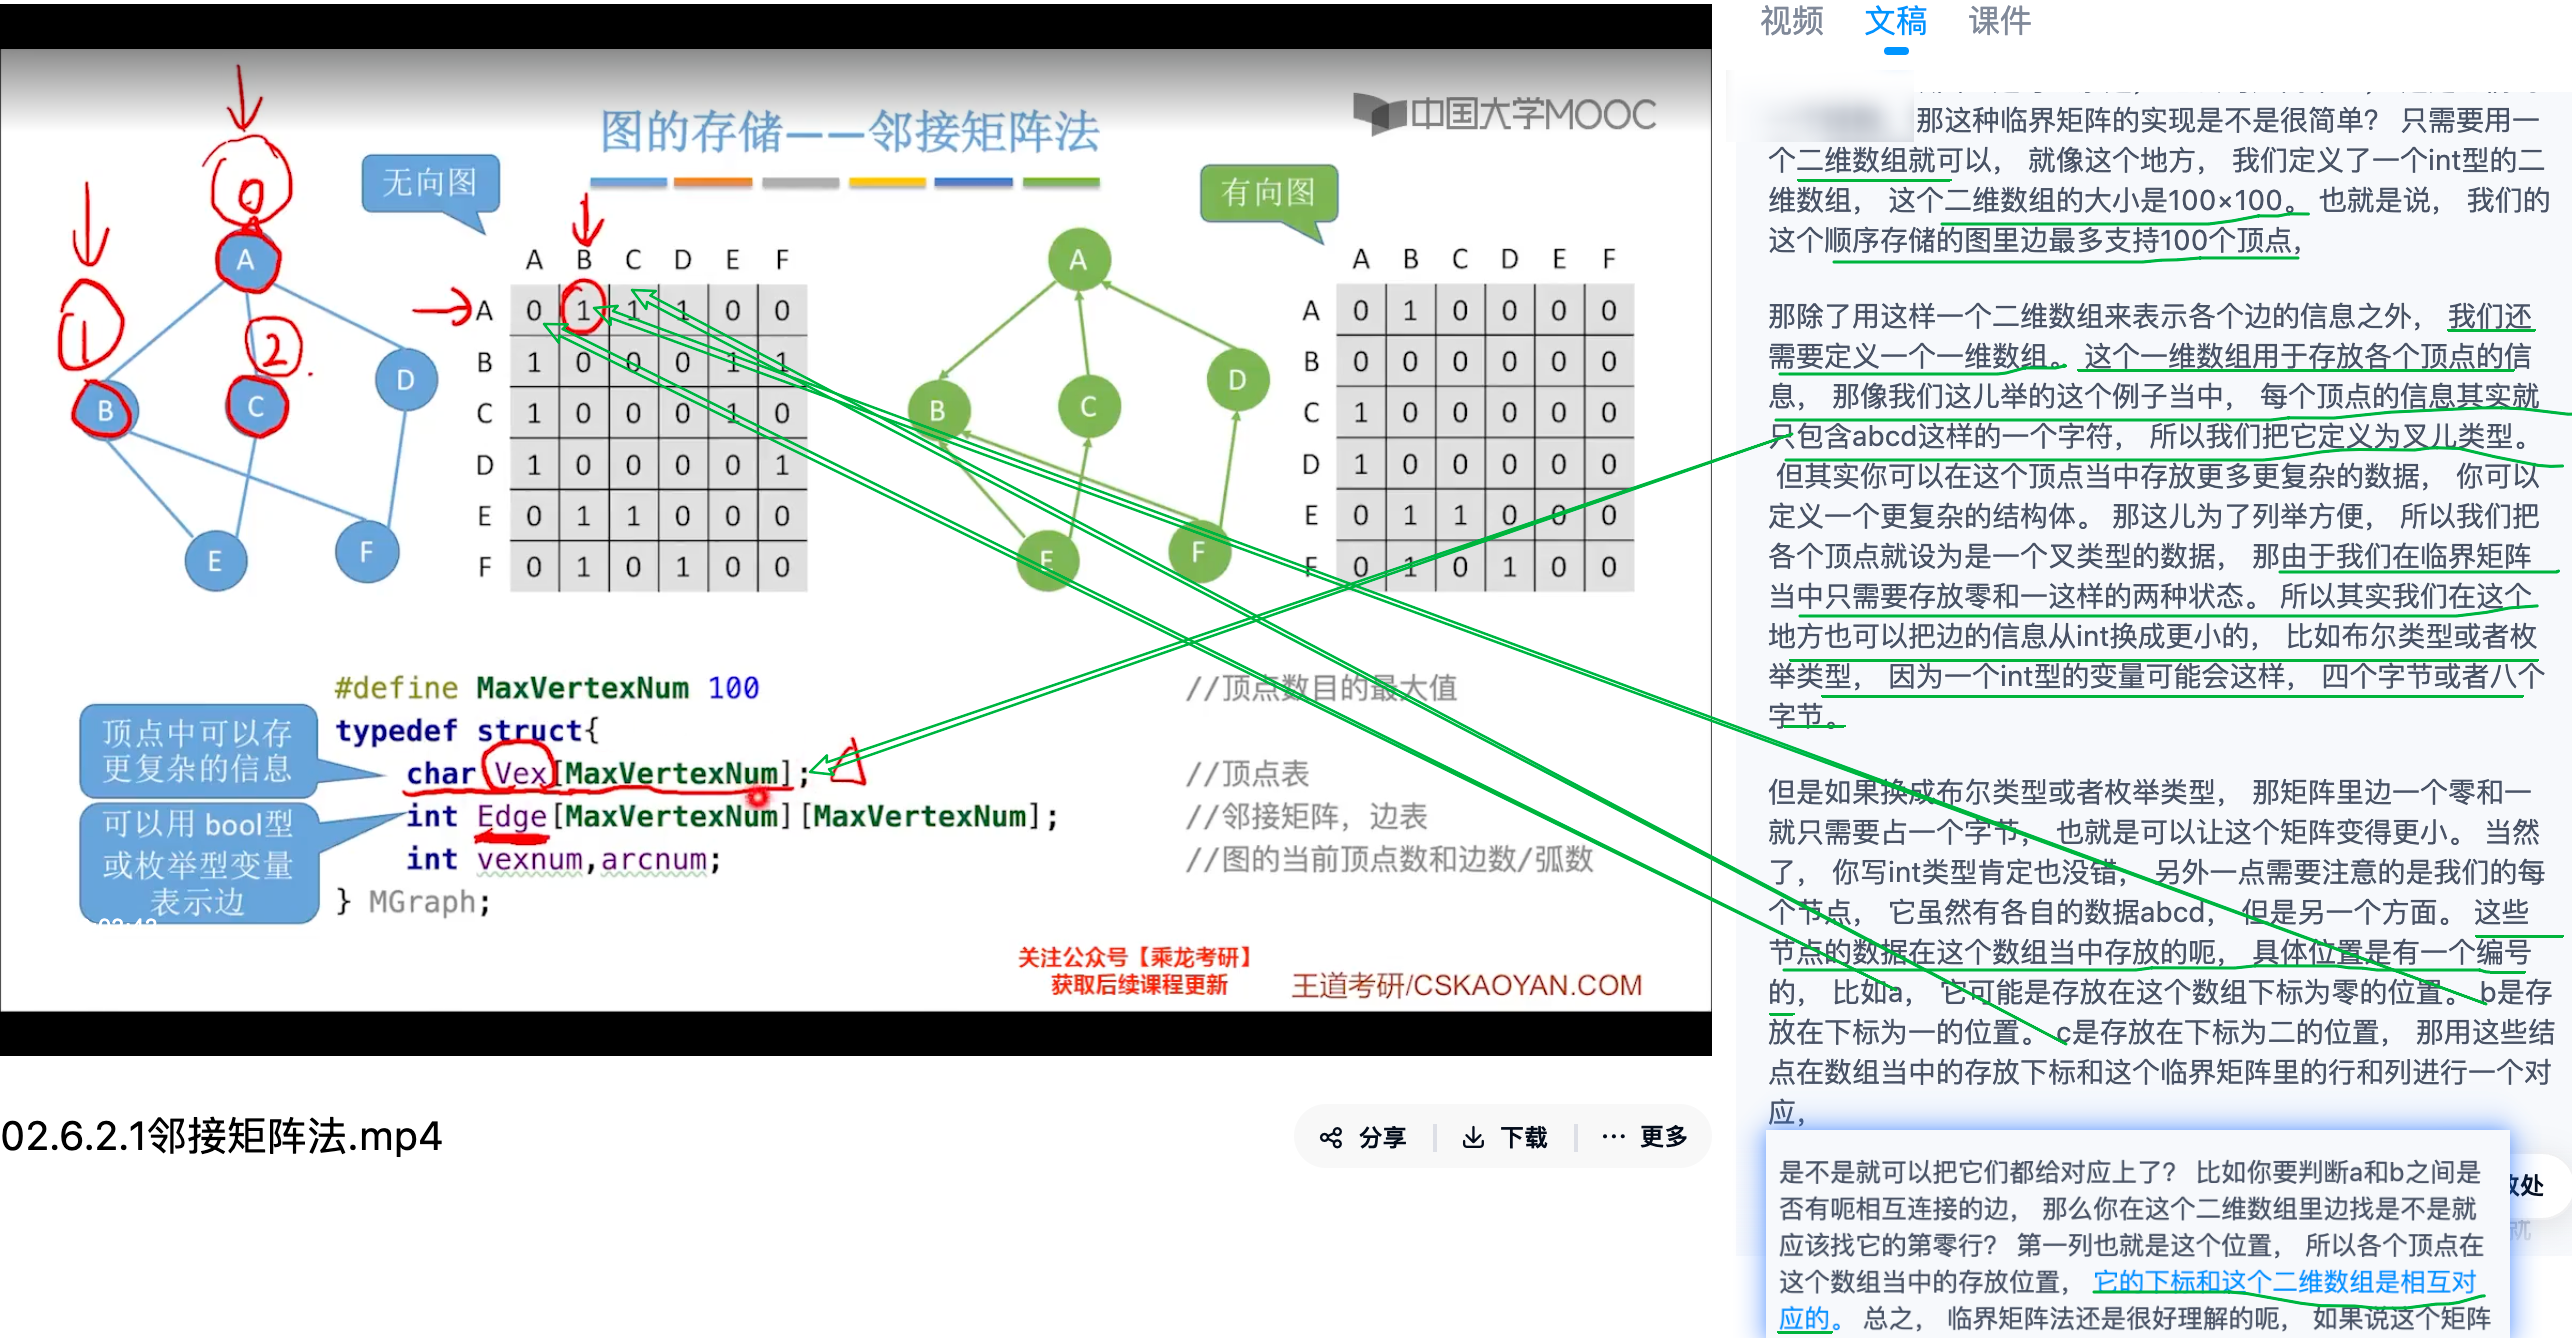 视频 文稿 课件
中国大学MOOC
图的存储——邻接矩阵法
无向图
有向图
0
1
2
A
B
C
D
E
F
A B C D E F
A 0 1 1 1 0 0
B 1 0 0 0 1 1
C 1 0 0 0 1 0
D 1 0 0 0 0 1
E 0 1 1 0 0 0
F 0 1 0 1 0 0
A
B
C
D
E
F
A B C D E F
A 0 1 0 0 0 0
B 0 0 0 0 0 0
C 1 0 0 0 0 0
D 1 0 0 0 0 0
E 0 1 1 0 0 0
F 0 1 0 1 0 0
#define MaxVertexNum 100 //顶点数目的最大值
typedef struct{
char Vex[MaxVertexNum]; //顶点表
int Edge[MaxVertexNum][MaxVertexNum]; //邻接矩阵，边表
int vexnum,arcnum; //图的当前顶点数和边数/弧数
} MGraph;
顶点中可以存
更复杂的信息
可以用 bool型
或枚举型变量
表示边
关注公众号【乘龙考研】
获取后续课程更新
王道考研/CSKAOYAN.COM
02.6.2.1邻接矩阵法.mp4
分享 下载 ··· 更多
那这种临界矩阵的实现是不是很简单？ 只需要用一
个二维数组就可以， 就像这个地方， 我们定义了一个int型的二
维数组， 这个二维数组的大小是100×100。 也就是说， 我们的
这个顺序存储的图里边最多支持100个顶点，
那除了用这样一个二维数组来表示各个边的信息之外， 我们还
需要定义一个一维数组。 这个一维数组用于存放各个顶点的信
息， 那像我们这儿举的这个例子当中， 每个顶点的信息其实就
只包含abcd这样的一个字符， 所以我们把它定义为叉儿类型。
但其实你可以在这个顶点当中存放更多更复杂的数据， 你可以
定义一个更复杂的结构体。 那这儿为了列举方便， 所以我们把
各个顶点就设为是一个叉类型的数据， 那由于我们在临界矩阵
当中只需要存放零和一这样的两种状态。 所以其实我们在这个
地方也可以把边的信息从int换成更小的， 比如布尔类型或者枚
举类型， 因为一个int型的变量可能会这样， 四个字节或者八个
字节。
但是如果换成布尔类型或者枚举类型， 那矩阵里边一个零和一
就只需要占一个字节， 也就是可以让这个矩阵变得更小。 当然
了， 你写int类型肯定也没错， 另外一点需要注意的是我们的每
个节点， 它虽然有各自的数据abcd， 但是另一个方面。 这些
节点的数据在这个数组当中存放的呃， 具体位置是有一个编号
的， 比如a， 它可能是存放在这个数组下标为零的位置。 b是存
放在下标为一的位置。 c是存放在下标为二的位置， 那用这些结
点在数组当中的存放下标和这个临界矩阵里的行和列进行一个对
应，
是不是就可以把它们都给对应上了？ 比如你要判断a和b之间是
否有呃相互连接的边， 那么你在这个二维数组里边找是不是就
应该找它的第零行？ 第一列也就是这个位置， 所以各个顶点在
这个数组当中的存放位置， 它的下标和这个二维数组是相互对
应的。 总之， 临界矩阵法还是很好理解的呃， 如果说这个矩阵
处